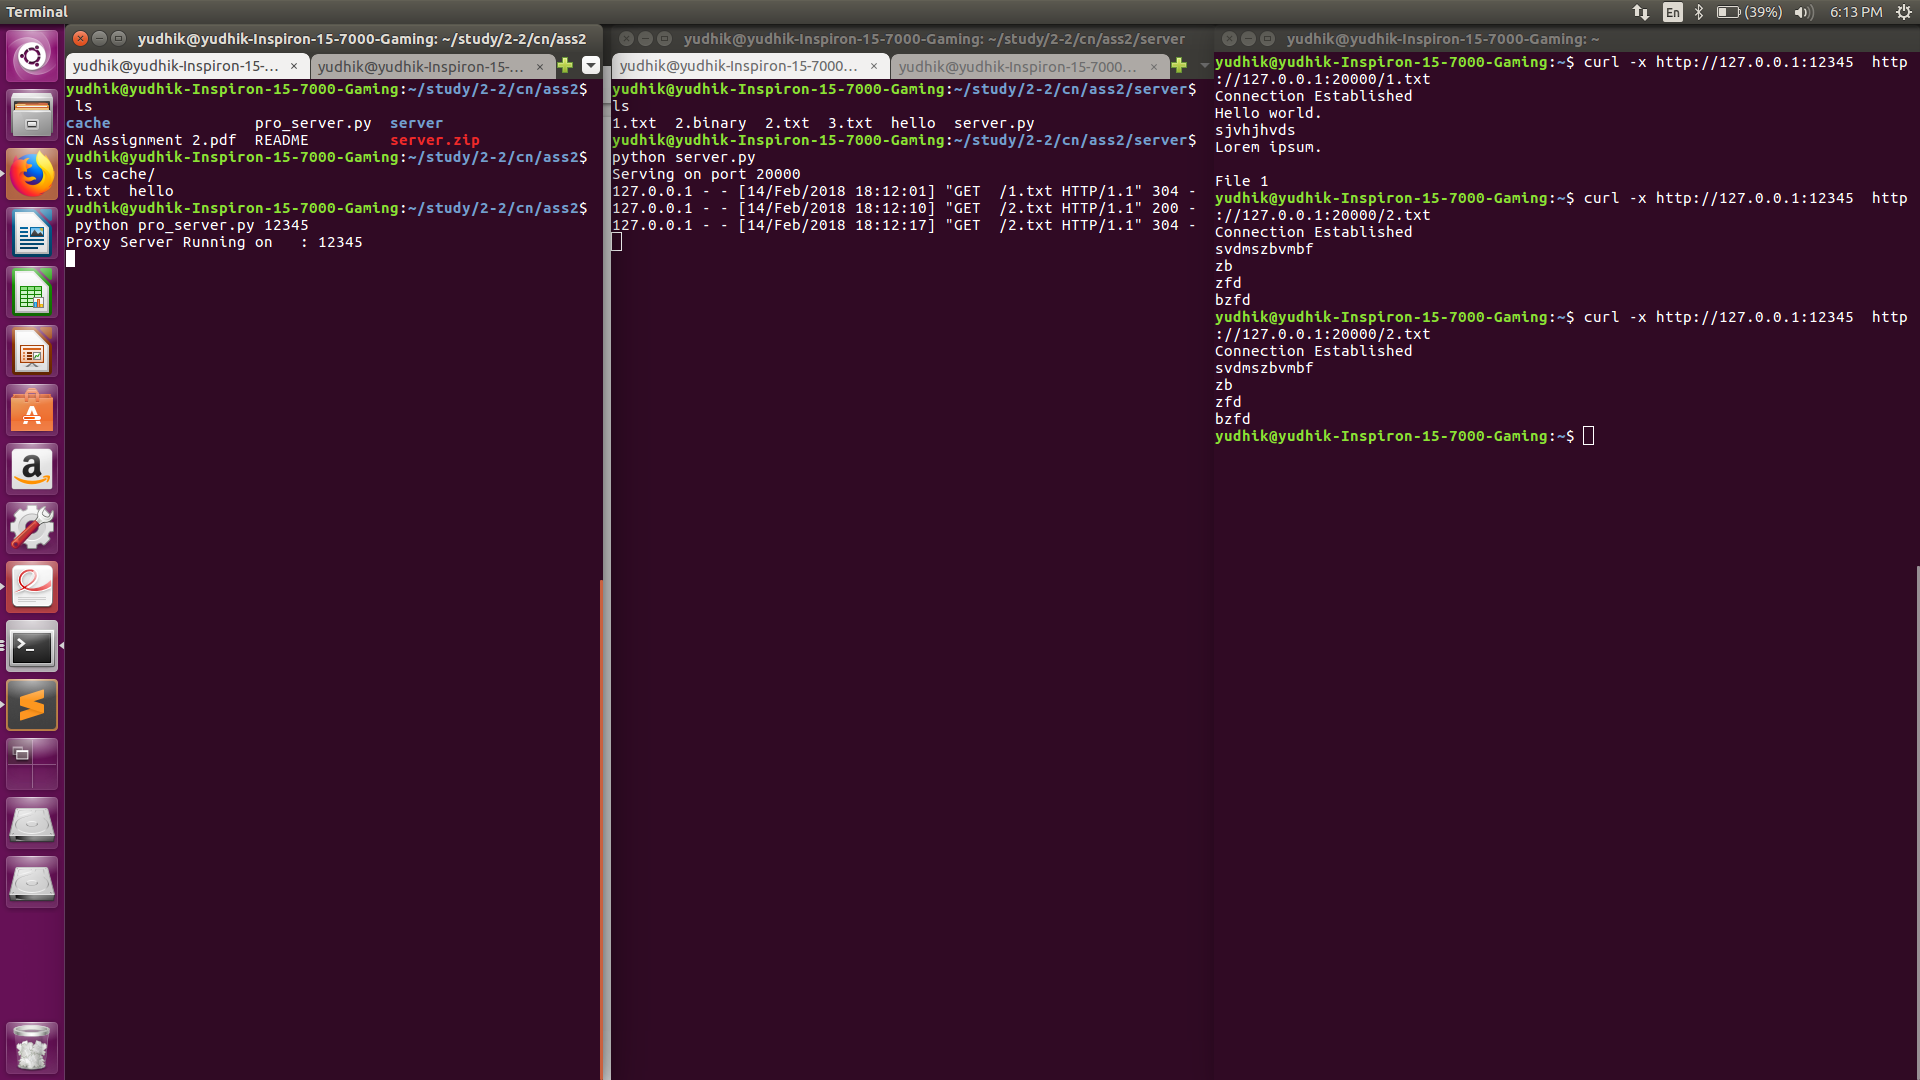 Terminal
En
(39%)
6:13 PM
yudhik@yudhik-Inspiron-15-7000-Gaming: ~/study/2-2/cn/ass2
yudhik@yudhik-Inspiron-15-...
yudhik@yudhik-Inspiron-15-...
yudhik@yudhik-Inspiron-15-7000-Gaming:~/study/2-2/cn/ass2$
ls
cache pro_server.py server
CN Assignment 2.pdf README server.zip
yudhik@yudhik-Inspiron-15-7000-Gaming:~/study/2-2/cn/ass2$
ls cache/
1.txt hello
yudhik@yudhik-Inspiron-15-7000-Gaming:~/study/2-2/cn/ass2$
python pro_server.py 12345
Proxy Server Running on : 12345
yudhik@yudhik-Inspiron-15-7000-Gaming: ~/study/2-2/cn/ass2/server
yudhik@yudhik-Inspiron-15-7000...
yudhik@yudhik-Inspiron-15-7000...
yudhik@yudhik-Inspiron-15-7000-Gaming:~/study/2-2/cn/ass2/server$
ls
1.txt 2.binary 2.txt 3.txt hello server.py
yudhik@yudhik-Inspiron-15-7000-Gaming:~/study/2-2/cn/ass2/server$
python server.py
Serving on port 20000
127.0.0.1 - - [14/Feb/2018 18:12:01] "GET /1.txt HTTP/1.1" 304 -
127.0.0.1 - - [14/Feb/2018 18:12:10] "GET /2.txt HTTP/1.1" 200 -
127.0.0.1 - - [14/Feb/2018 18:12:17] "GET /2.txt HTTP/1.1" 304 -
yudhik@yudhik-Inspiron-15-7000-Gaming: ~
yudhik@yudhik-Inspiron-15-7000-Gaming:~$ curl -x http://127.0.0.1:12345 http
://127.0.0.1:20000/1.txt
Connection Established
Hello world.
sjvhjhvds
Lorem ipsum.
File 1
yudhik@yudhik-Inspiron-15-7000-Gaming:~$ curl -x http://127.0.0.1:12345 http
://127.0.0.1:20000/2.txt
Connection Established
svdmszbvmbf
zb
zfd
bzfd
yudhik@yudhik-Inspiron-15-7000-Gaming:~$ curl -x http://127.0.0.1:12345 http
://127.0.0.1:20000/2.txt
Connection Established
svdmszbvmbf
zb
zfd
bzfd
yudhik@yudhik-Inspiron-15-7000-Gaming:~$